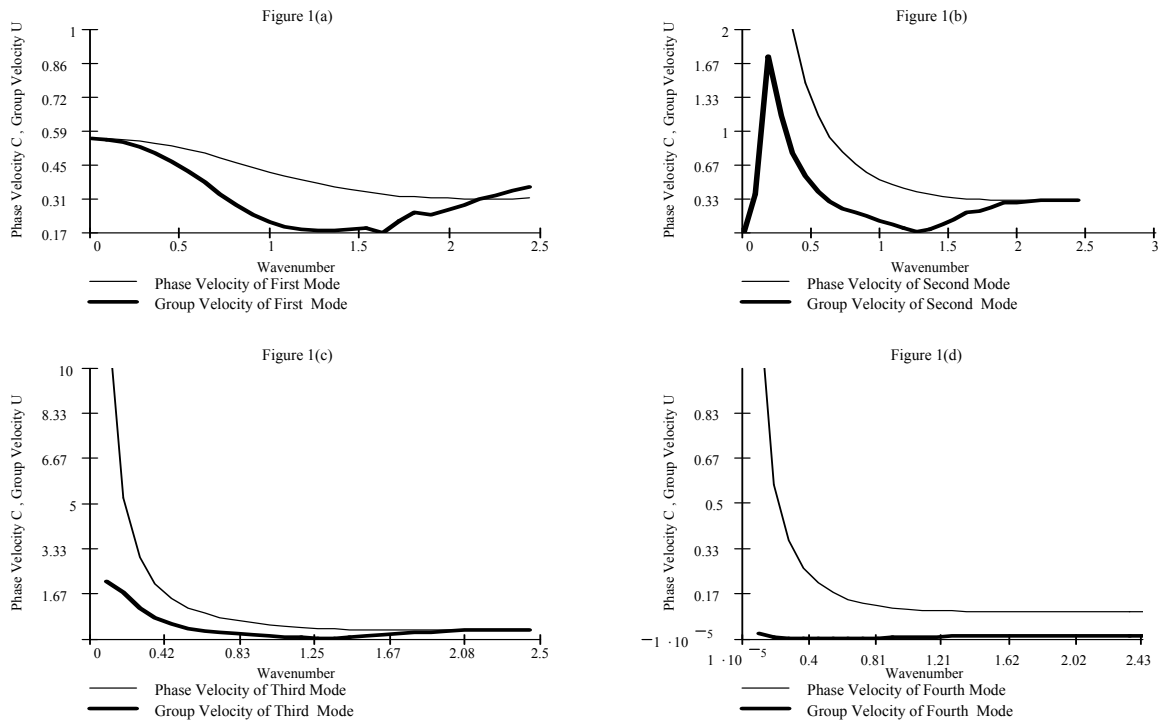 Figure 1(a)
Phase Velocity C , Group Velocity U
1
0.86
0.72
0.59
0.45
0.31
0.17
0
0.5
1
1.5
2
2.5
Wavenumber
Phase Velocity of First Mode
Group Velocity of First Mode
Figure 1(b)
Phase Velocity C , Group Velocity U
2
1.67
1.33
1
0.67
0.33
0
0.5
1
1.5
2
2.5
3
Wavenumber
Phase Velocity of Second Mode
Group Velocity of Second Mode
Figure 1(c)
Phase Velocity C , Group Velocity U
10
8.33
6.67
5
3.33
1.67
0
0.42
0.83
1.25
1.67
2.08
2.5
Wavenumber
Phase Velocity of Third Mode
Group Velocity of Third Mode
Figure 1(d)
Phase Velocity C , Group Velocity U
0.83
0.67
0.5
0.33
0.17
−1 · 10 −5
1 · 10 −5
0.4
0.81
1.21
1.62
2.02
2.43
Wavenumber
Phase Velocity of Fourth Mode
Group Velocity of Fourth Mode